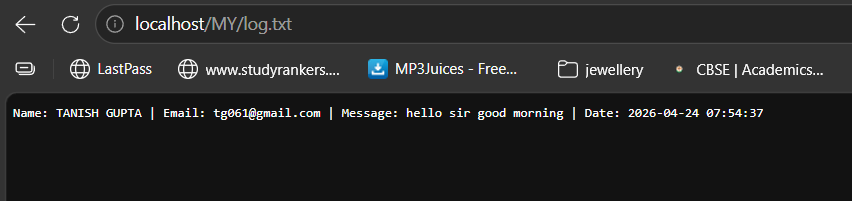 localhost/MY/log.txt
LastPass
www.studyrankers....
MP3Juices - Free...
jewellery
CBSE | Academics...
Name: TANISH GUPTA | Email: tg061@gmail.com | Message: hello sir good morning | Date: 2026-04-24 07:54:37